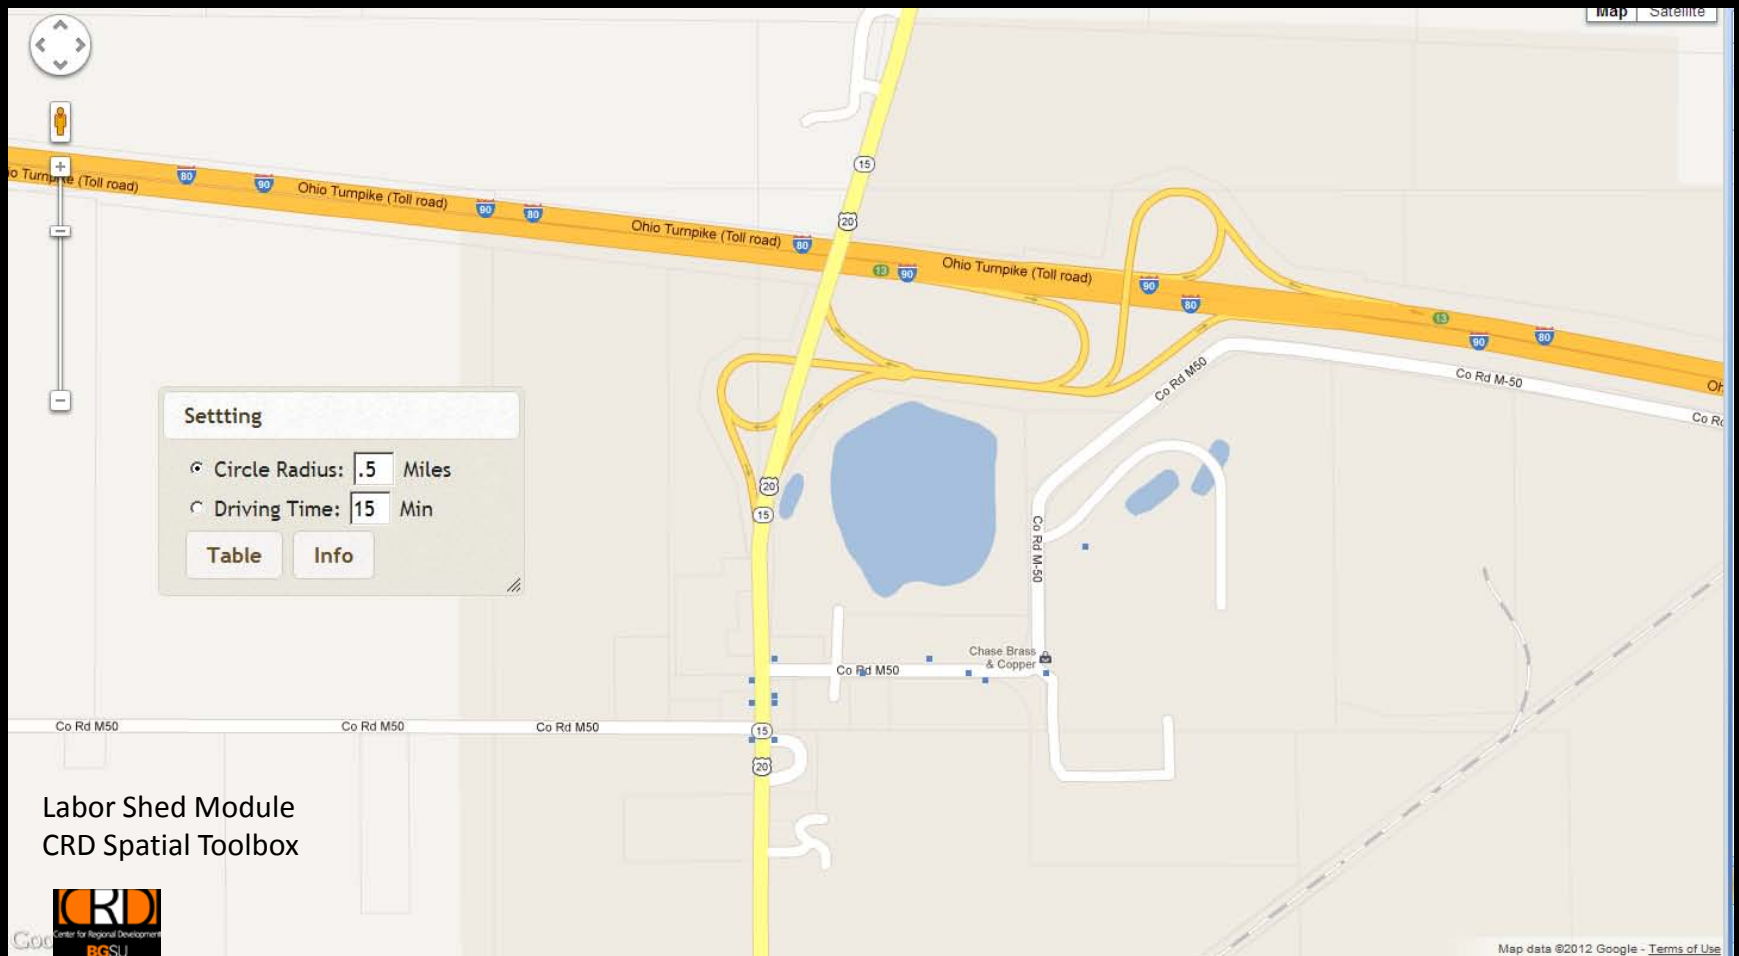 Map Satellite
15
io Turnpike (Toll road) 80 90 Ohio Turnpike (Toll road) 90 80
20
Ohio Turnpike (Toll road) 80
13 90 Ohio Turnpike (Toll road) 90 80
13 90 80
Co Rd M50
Co Rd M-50
Oh
Co Rd
Settting
Circle Radius: .5 Miles
Driving Time: 15 Min
Table Info
20
15
Co Rd M-50
Chase Brass
& Copper
Co Rd M50
Co Rd M50 Co Rd M50 Co Rd M50 15
20
Labor Shed Module
CRD Spatial Toolbox
CRD
Center for Regional Development
BGSU
Goo
Map data ©2012 Google - Terms of Use